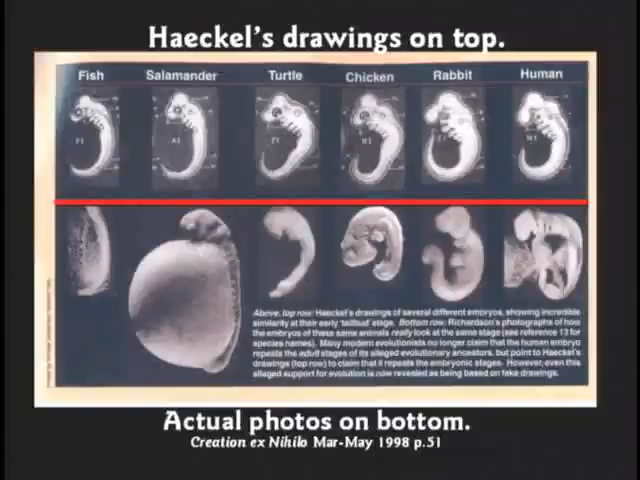 Haeckel's drawings on top.
Fish Salamander Turtle Chicken Rabbit Human
Above, top row: Haeckel's drawings of several different embryos, showing incredible
similarity at their early 'tailbud' stage. Bottom row: Richardson's photographs of how
the embryos of these same animals really look at the same stage (see reference 13 for
species names). Many modern evolutionists no longer claim that the human embryo
repeats the adult stages of its alleged evolutionary ancestors, but point to Haeckel's
drawings (top row) to claim that it repeats the embryonic stages. However, even this
alleged support for evolution is now revealed as being based on fake drawings.
Actual photos on bottom.
Creation ex Nihilo Mar-May 1998 p.51